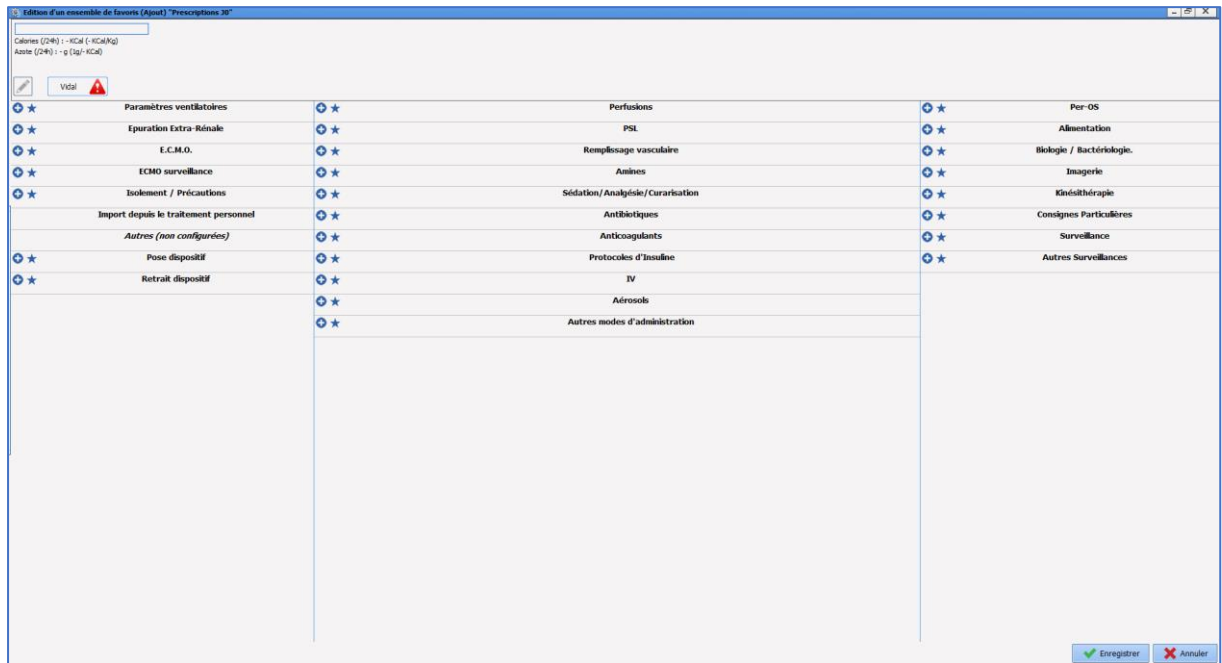 Edition d'un ensemble de favoris (Ajout) "Prescriptions J0"
Calories (/24h) : - KCal (- KCal/Kg)
Azote (/24h) : - g (1g/- KCal)
Vidal
Paramètres ventilatoires
Epuration Extra-Rénale
E.C.M.O.
ECMO surveillance
Isolement / Précautions
Import depuis le traitement personnel
Autres (non configurées)
Pose dispositif
Retrait dispositif
Perfusions
PSL
Remplissage vasculaire
Amines
Sédation/Analgésie/Curarisation
Antibiotiques
Anticoagulants
Protocoles d'Insuline
IV
Aérosols
Autres modes d'administration
Per-OS
Alimentation
Biologie / Bactériologie.
Imagerie
Kinésithérapie
Consignes Particulières
Surveillance
Autres Surveillances
Enregistrer
Annuler